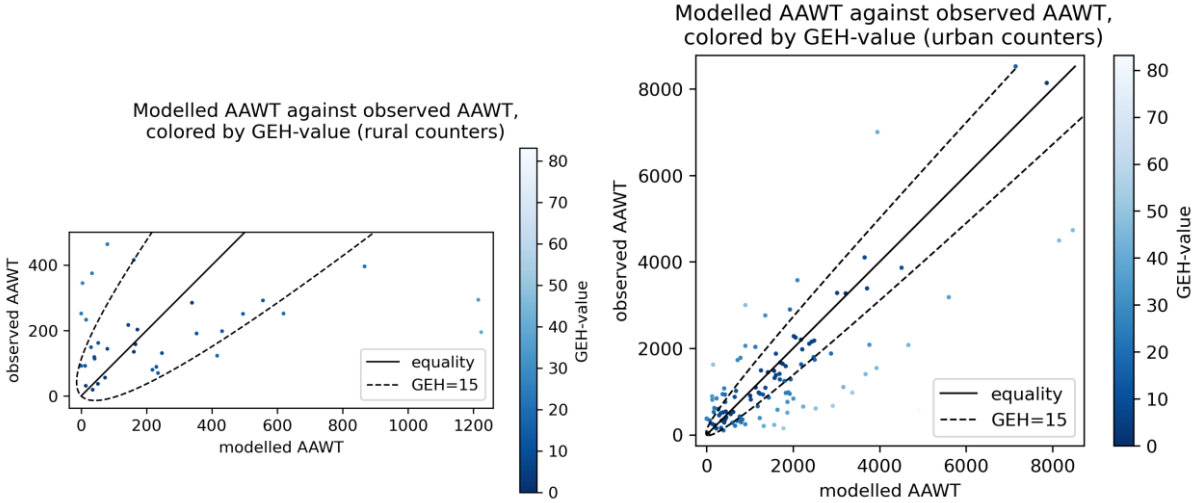 Modelled AAWT against observed AAWT,
colored by GEH-value (rural counters)
80
70
60
50
40
30
20
10
0
GEH-value
400
200
0
observed AAWT
0 200 400 600 800 1000 1200
modelled AAWT
equality
GEH=15
Modelled AAWT against observed AAWT,
colored by GEH-value (urban counters)
8000
6000
4000
2000
0
observed AAWT
0 2000 4000 6000 8000
modelled AAWT
equality
GEH=15
80
70
60
50
40
30
20
10
0
GEH-value